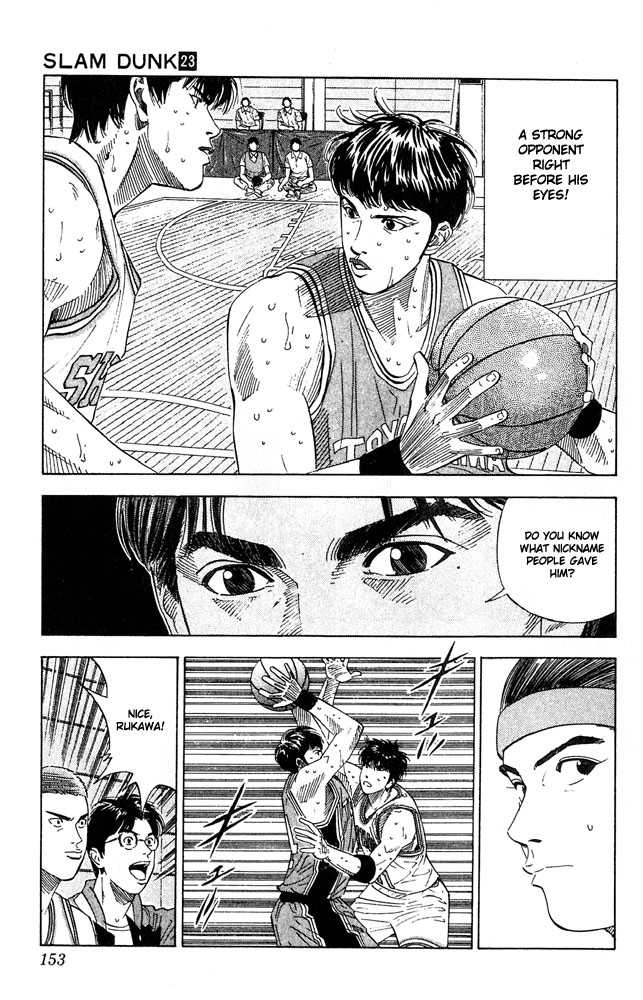 SLAM DUNK 23
A STRONG
OPPONENT
RIGHT
BEFORE HIS
EYES!
SH
DO YOU KNOW
WHAT NICKNAME
PEOPLE GAVE
HIM?
NICE,
RUKAWA!
153